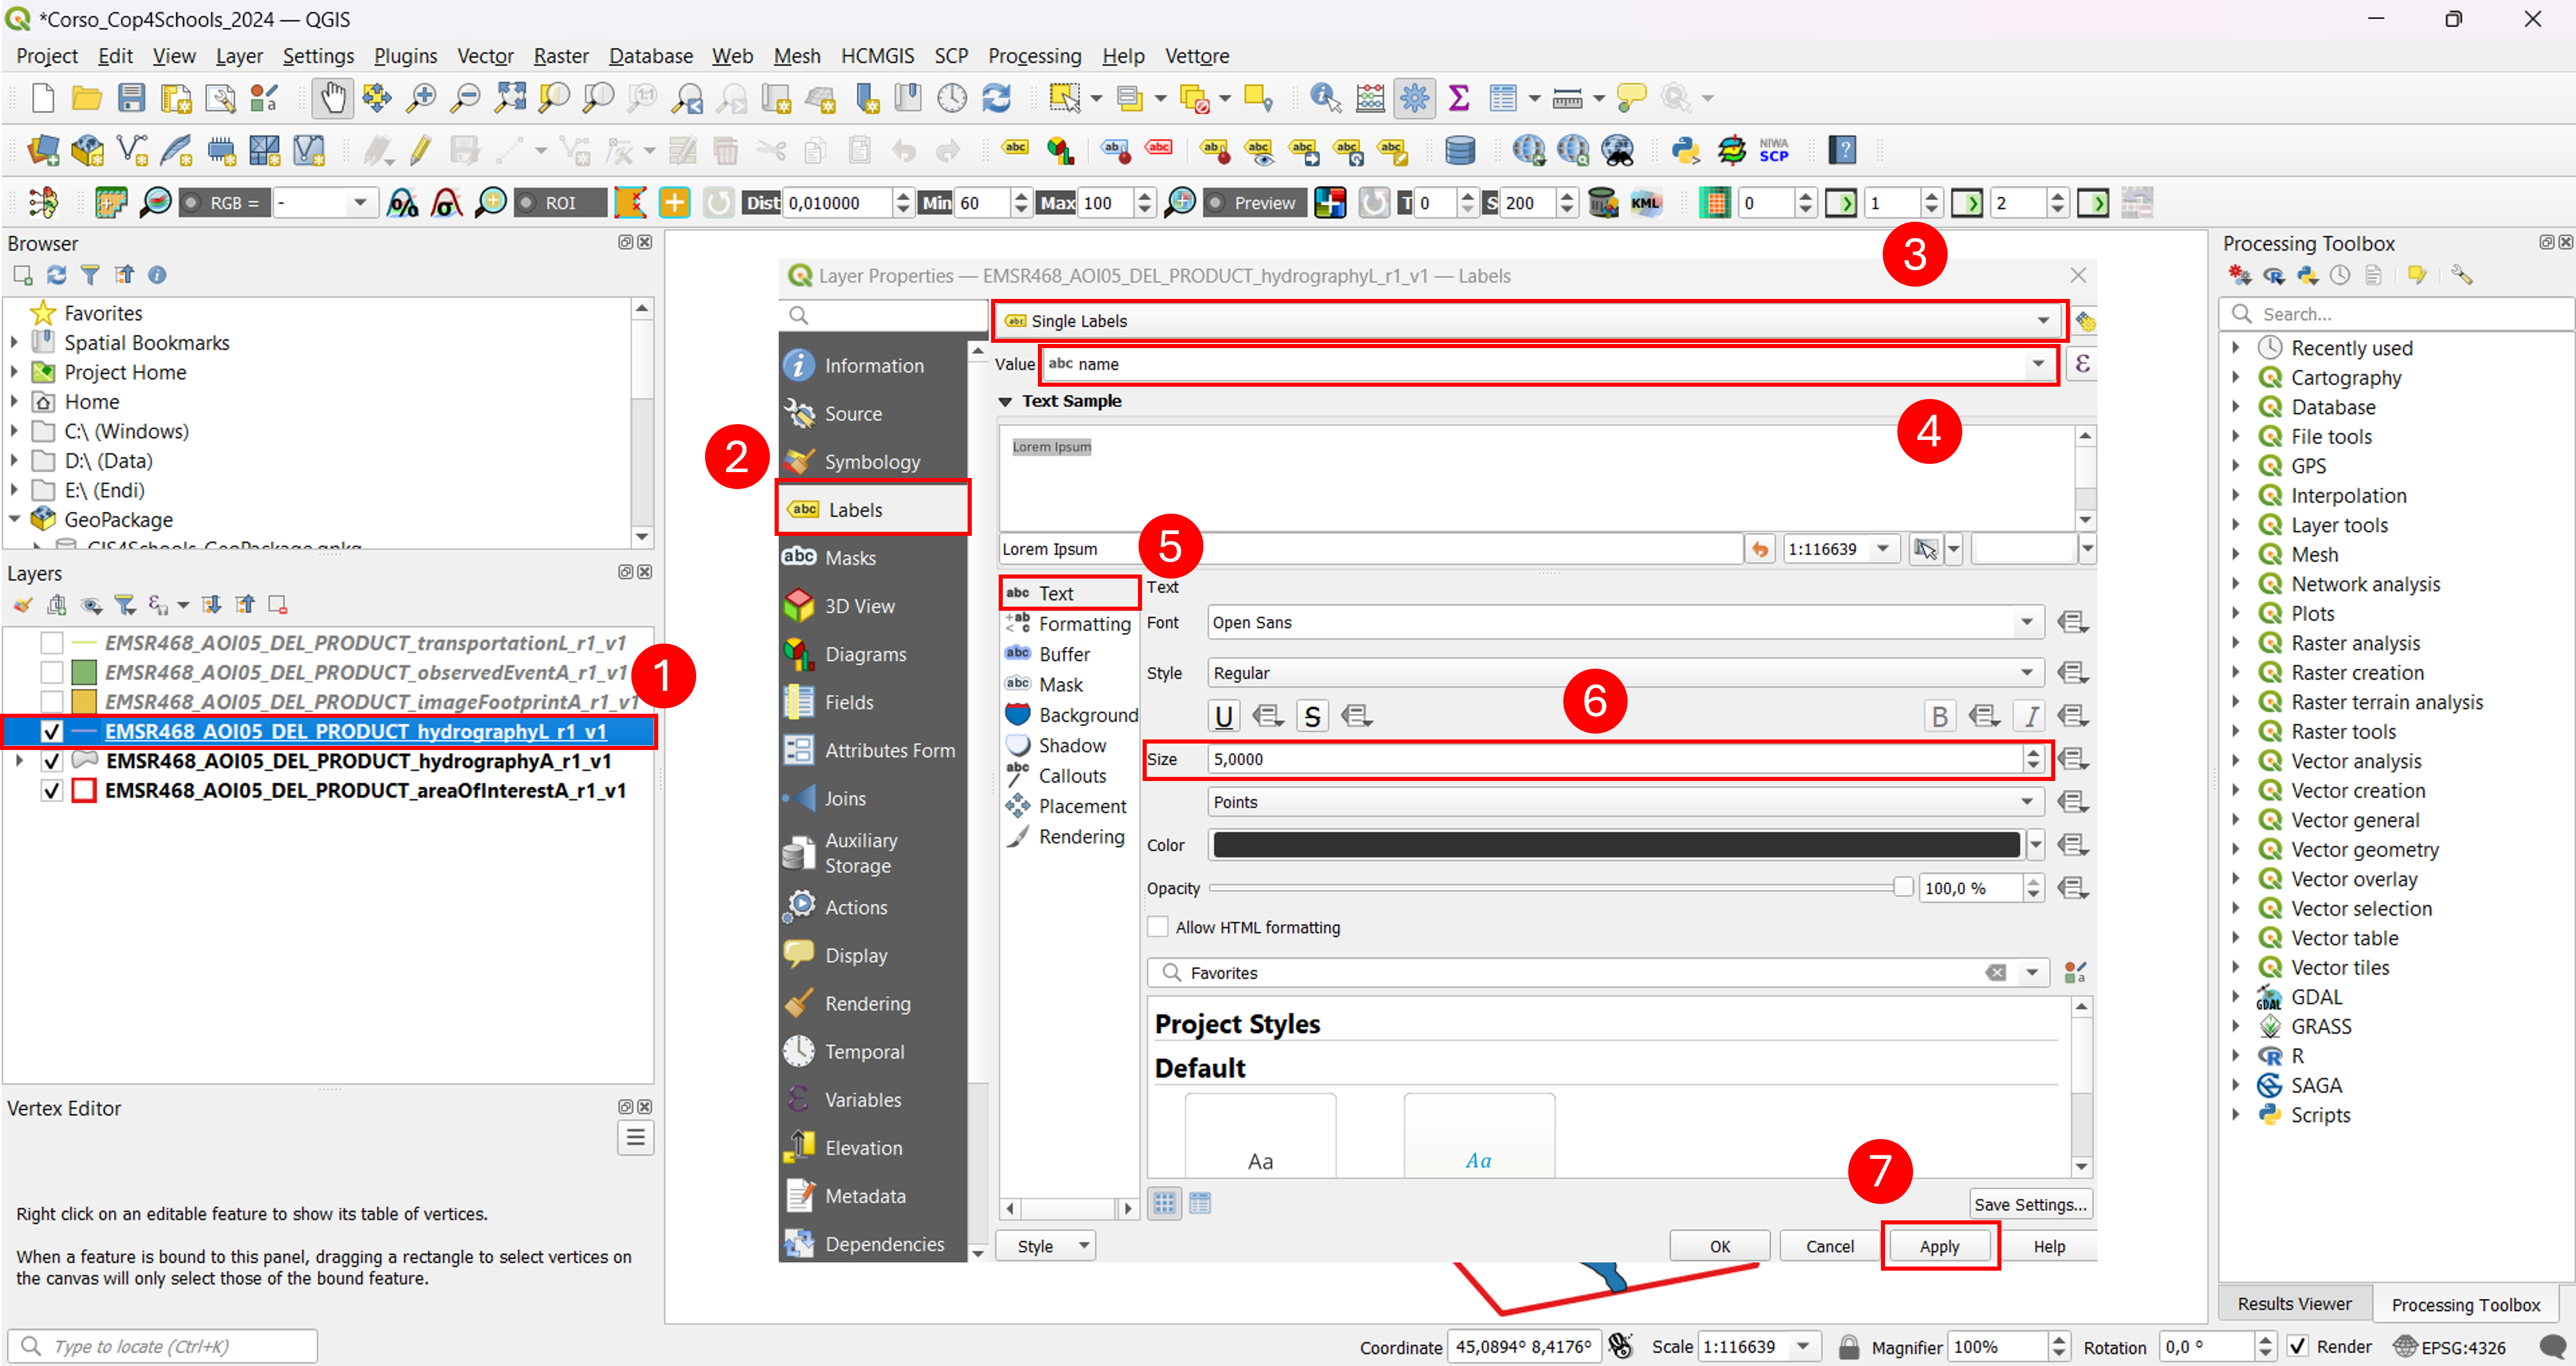 *Corso_Cop4Schools_2024 — QGIS
Project Edit View Layer Settings Plugins Vector Raster Database Web Mesh HCMGIS SCP Processing Help Vettore
NIWA
SCP
RGB = - ROI Dist 0,010000 Min 60 Max 100 Preview T 0 S 200 KML 0 1 2
Browser
Favorites
Spatial Bookmarks
Project Home
Home
C:\ (Windows)
D:\ (Data)
E:\ (Endi)
GeoPackage
GIS4Schools_GeoPackage.gpkg
Layers
EMSR468_AOI05_DEL_PRODUCT_transportationL_r1_v1
EMSR468_AOI05_DEL_PRODUCT_observedEventA_r1_v1
EMSR468_AOI05_DEL_PRODUCT_imageFootprintA_r1_v1
EMSR468_AOI05_DEL_PRODUCT_hydrographyL_r1_v1
EMSR468_AOI05_DEL_PRODUCT_hydrographyA_r1_v1
EMSR468_AOI05_DEL_PRODUCT_areaOfInterestA_r1_v1
1
Vertex Editor
Right click on an editable feature to show its table of vertices.
When a feature is bound to this panel, dragging a rectangle to select vertices on
the canvas will only select those of the bound feature.
Type to locate (Ctrl+K)
3
Layer Properties — EMSR468_AOI05_DEL_PRODUCT_hydrographyL_r1_v1 — Labels
2
Information
Source
Symbology
abc Labels
abc Masks
3D View
Diagrams
Fields
Attributes Form
Joins
Auxiliary
Storage
Actions
Display
Rendering
Temporal
Variables
Elevation
Metadata
Dependencies
abc Single Labels
Value abc name ε
Text Sample
4
Lorem Ipsum
Lorem Ipsum 1:116639
5
abc Text
Formatting
abc Buffer
abc Mask
Background
Shadow
abc Callouts
Placement
Rendering
Text
Font Open Sans
Style Regular
6
U S B I
Size 5,0000
Points
Color
Opacity 100,0 %
Allow HTML formatting
Favorites
Project Styles
Default
Aa Aa
7
Save Settings...
Style OK Cancel Apply Help
Processing Toolbox
Search...
Recently used
Cartography
Database
File tools
GPS
Interpolation
Layer tools
Mesh
Network analysis
Plots
Raster analysis
Raster creation
Raster terrain analysis
Raster tools
Vector analysis
Vector creation
Vector general
Vector geometry
Vector overlay
Vector selection
Vector table
Vector tiles
GDAL GDAL
GRASS
R
SAGA
Scripts
Results Viewer Processing Toolbox
Coordinate 45,0894° 8,4176° Scale 1:116639 Magnifier 100% Rotation 0,0 ° Render EPSG:4326